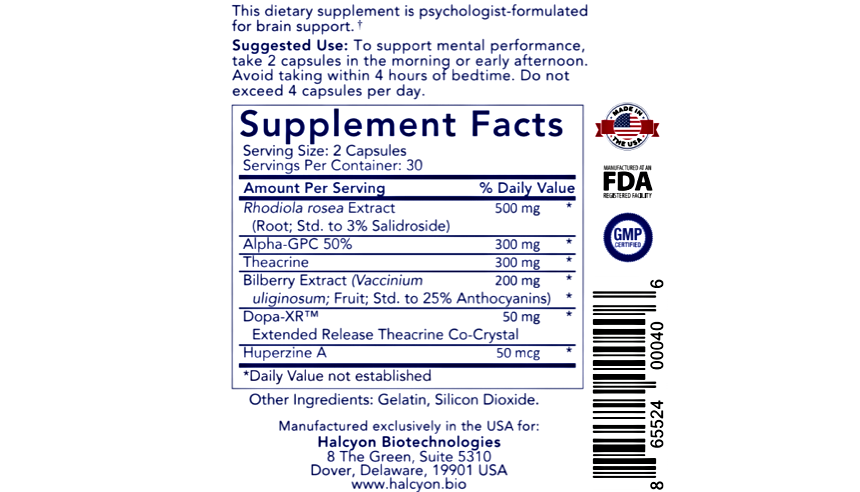 This dietary supplement is psychologist-formulated
for brain support.†
Suggested Use: To support mental performance,
take 2 capsules in the morning or early afternoon.
Avoid taking within 4 hours of bedtime. Do not
exceed 4 capsules per day.
Supplement Facts
Serving Size: 2 Capsules
Servings Per Container: 30
Amount Per Serving % Daily Value
Rhodiola rosea Extract 500 mg *
(Root; Std. to 3% Salidroside)
Alpha-GPC 50% 300 mg *
Theacrine 300 mg *
Bilberry Extract (Vaccinium 200 mg *
uliginosum; Fruit; Std. to 25% Anthocyanins) *
Dopa-XR™ 50 mg *
Extended Release Theacrine Co-Crystal
Huperzine A 50 mcg *
*Daily Value not established
Other Ingredients: Gelatin, Silicon Dioxide.
Manufactured exclusively in the USA for:
Halcyon Biotechnologies
8 The Green, Suite 5310
Dover, Delaware, 19901 USA
www.halcyon.bio
MADE IN
THE USA
MANUFACTURED AT AN
FDA
REGISTERED FACILITY
GMP
CERTIFIED
8 65524 00040 6